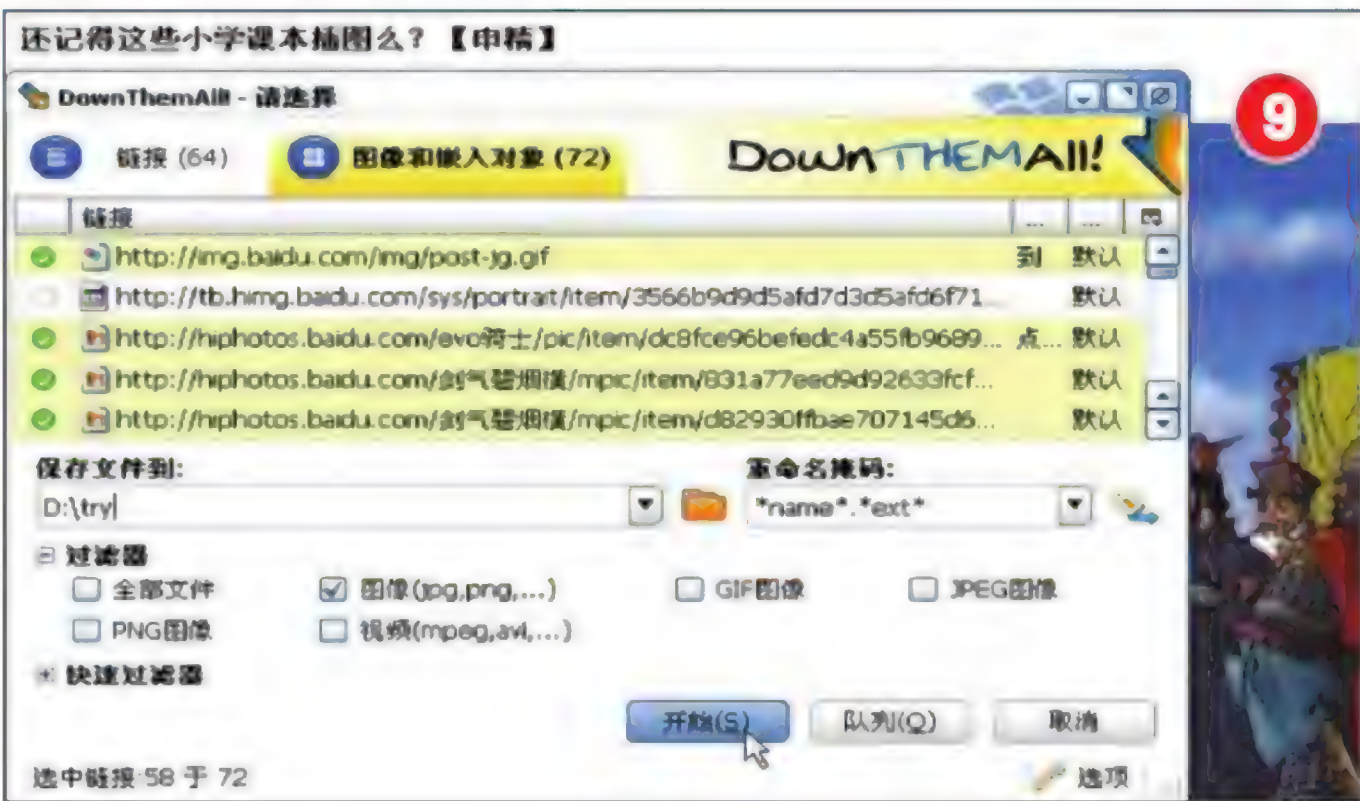 还记得这些小学课本插图么？【申精】
DownThemAll! - 请选择
9
链接 (64)
图像和嵌入对象 (72)
DownTHEMAll!
链接 ... ...
http://img.baidu.com/img/post-jg.gif 到 默认
http://tb.himg.baidu.com/sys/portrait/item/3566b9d9d5afd7d3d5afd6f71... 默认
http://hiphotos.baidu.com/evo骑士/pic/item/dc8fce96befedc4a55fb9689... 点... 默认
http://hiphotos.baidu.com/剑气碧烟横/mpic/item/831a77eed9d92633fcf... 默认
http://hiphotos.baidu.com/剑气碧烟横/mpic/item/d82930ffbae707145d6... 默认
保存文件到: 重命名掩码:
D:\try *name*.*ext*
过滤器
全部文件 图像(jpg,png,...) GIF图像 JPEG图像
PNG图像 视频(mpeg,avi,...)
快速过滤器
开始(S) 队列(Q) 取消
选中链接 58 于 72 选项